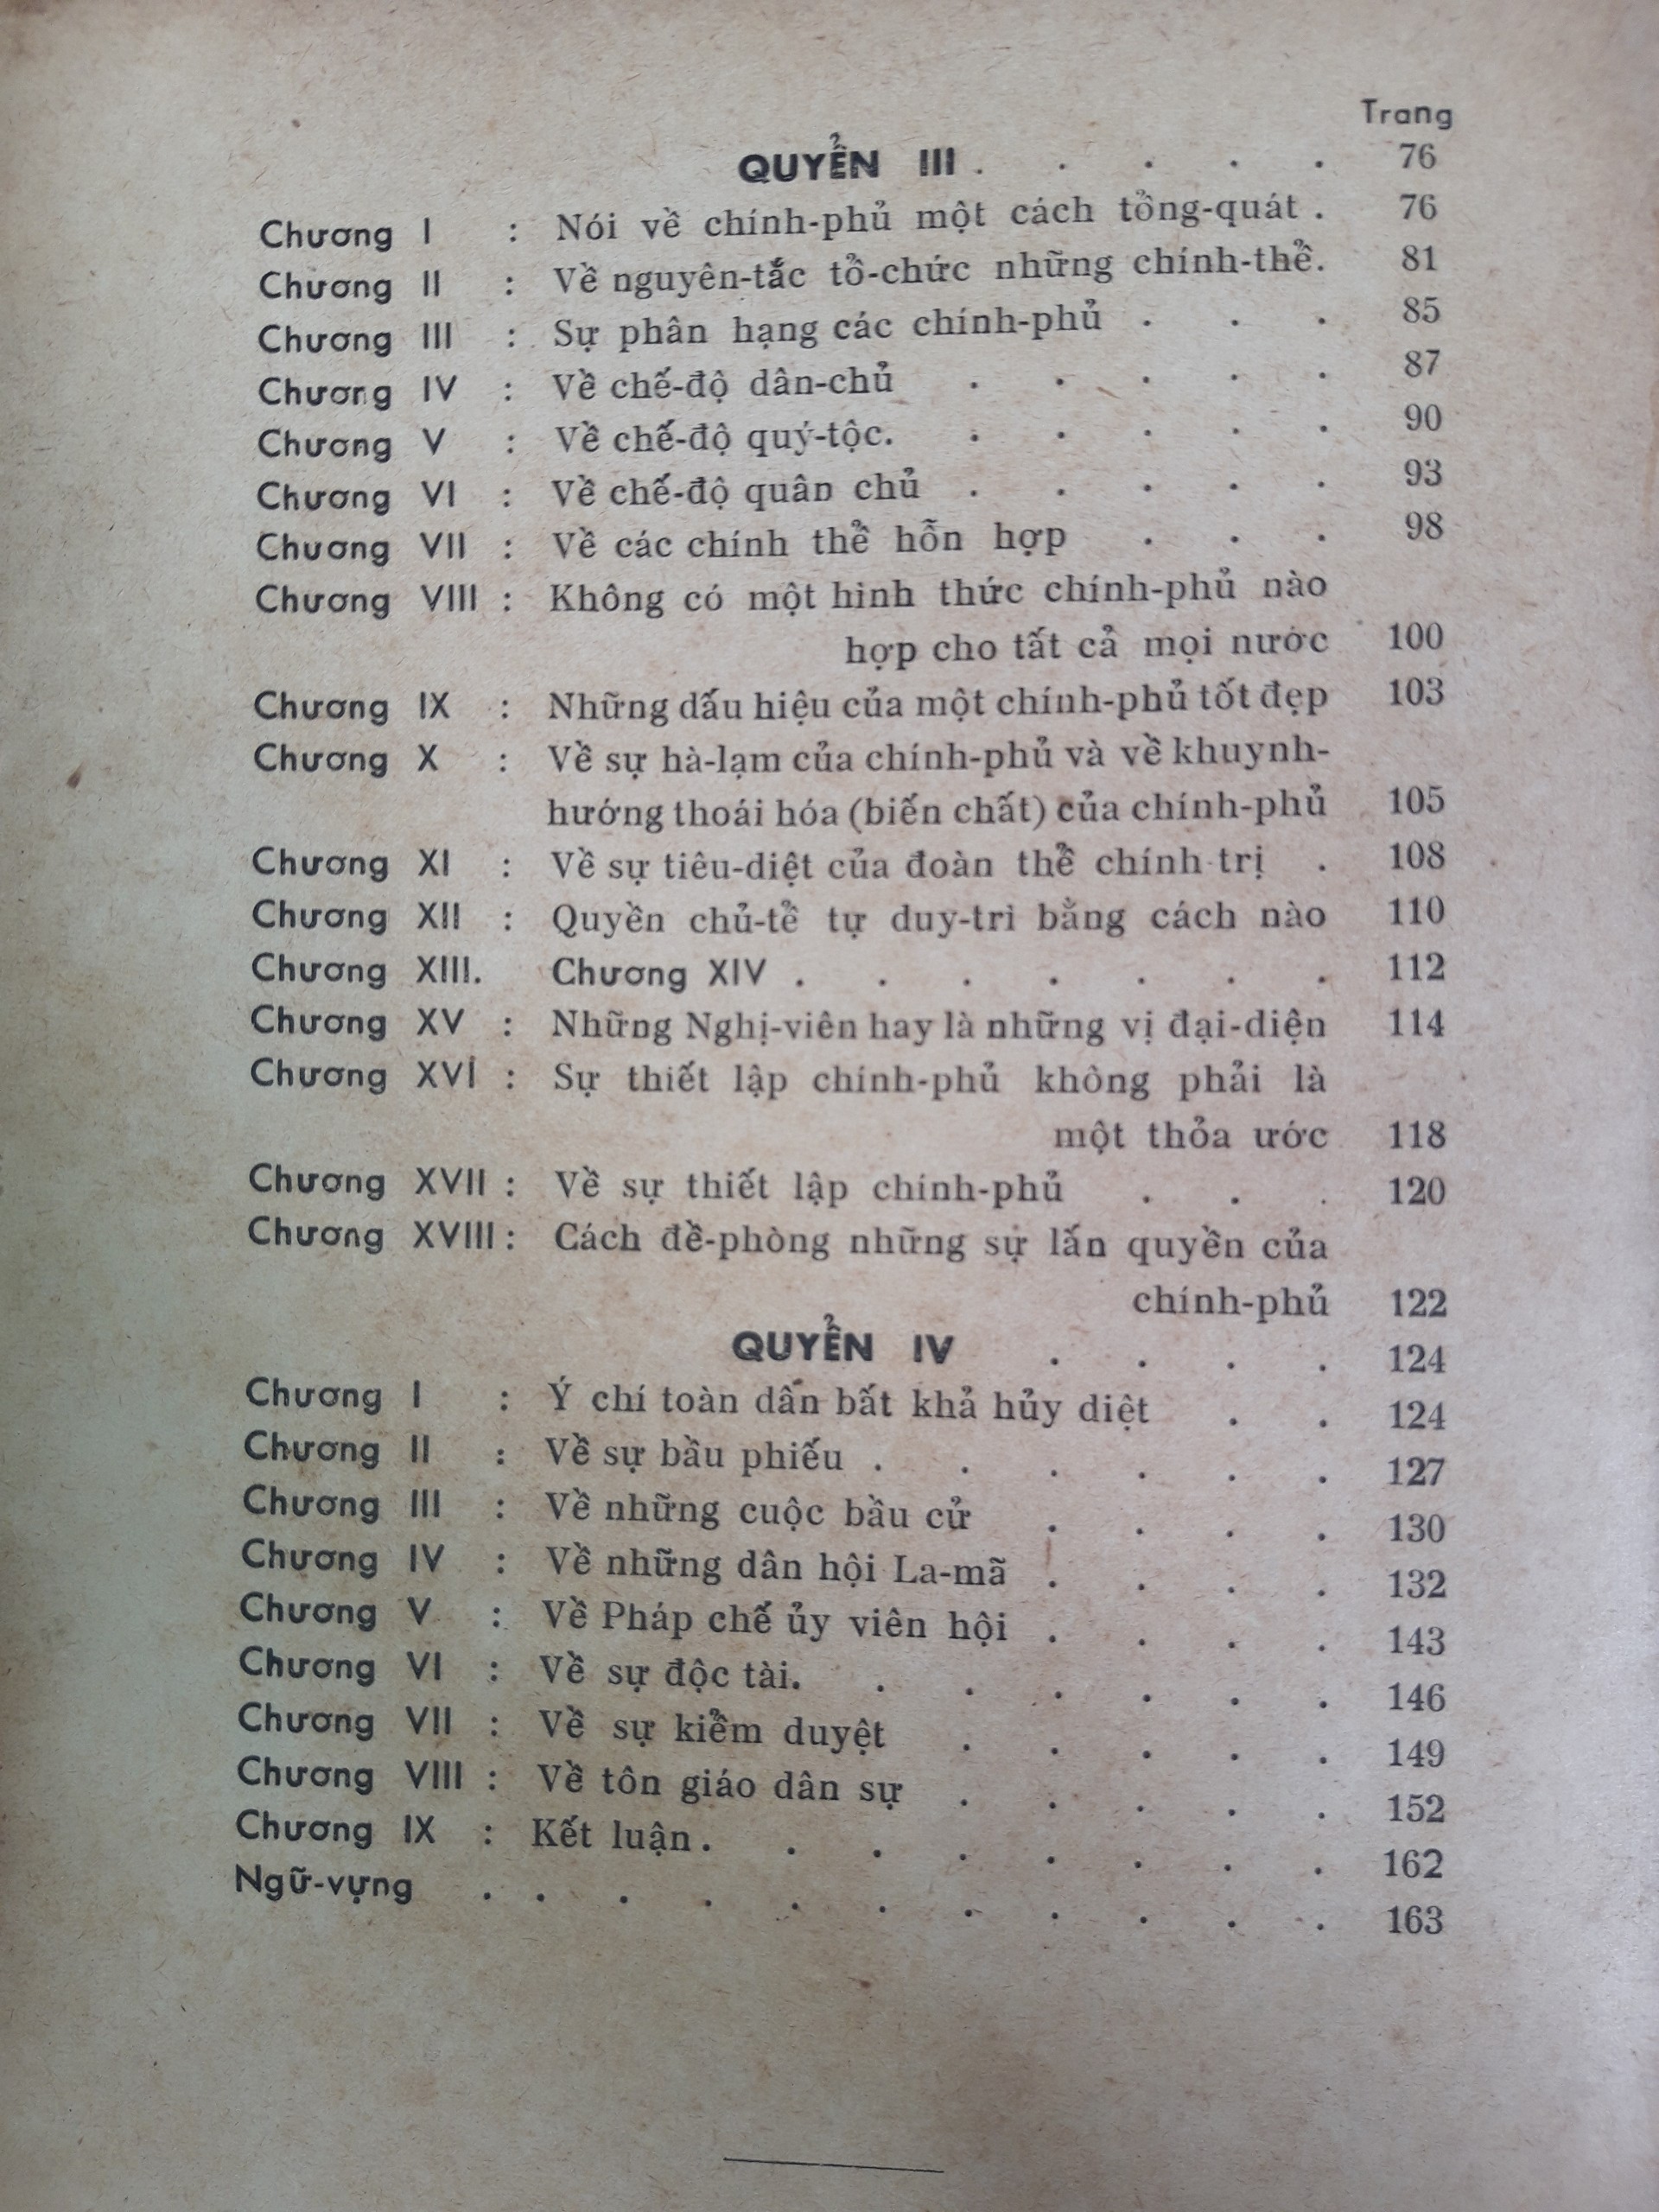 Trang
QUYỂN III . . . . . 76
Chương I : Nói về chính-phủ một cách tổng-quát . 76
Chương II : Về nguyên-tắc tổ-chức những chính-thể. 81
Chương III : Sự phân hạng các chính-phủ . . . 85
Chương IV : Về chế-độ dân-chủ . . . . . 87
Chương V : Về chế-độ quý-tộc. . . . . . 90
Chương VI : Về chế-độ quân chủ . . . . . 93
Chương VII : Về các chính thể hỗn hợp . . . 98
Chương VIII : Không có một hình thức chính-phủ nào
hợp cho tất cả mọi nước 100
Chương IX : Những dấu hiệu của một chính-phủ tốt đẹp 103
Chương X : Về sự hà-lạm của chính-phủ và về khuynh-
hướng thoái hóa (biến chất) của chính-phủ 105
Chương XI : Về sự tiêu-diệt của đoàn thể chính-trị . 108
Chương XII : Quyền chủ-tể tự duy-trì bằng cách nào 110
Chương XIII. Chương XIV . . . . . . . 112
Chương XV : Những Nghị-viên hay là những vị đại-diện 114
Chương XVI : Sự thiết lập chính-phủ không phải là
một thỏa ước 118
Chương XVII : Về sự thiết lập chính-phủ . . . 120
Chương XVIII : Cách đề-phòng những sự lấn quyền của
chính-phủ 122
QUYỂN IV . . . . 124
Chương I : Ý chí toàn dân bất khả hủy diệt . . 124
Chương II : Về sự bầu phiếu . . . . . . 127
Chương III : Về những cuộc bầu cử . . . . 130
Chương IV : Về những dân hội La-mã . . . . 132
Chương V : Về Pháp chế ủy viên hội . . . . 143
Chương VI : Về sự độc tài. . . . . . . 146
Chương VII : Về sự kiểm duyệt . . . . . 149
Chương VIII : Về tôn giáo dân sự . . . . . 152
Chương IX : Kết luận . . . . . . . . 162
Ngữ-vựng . . . . . . . . . . . 163